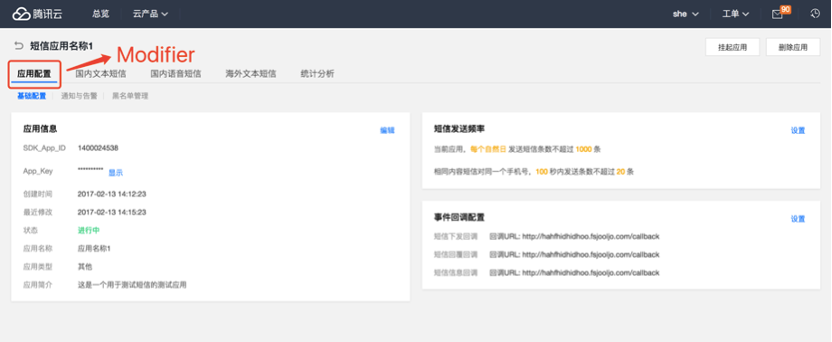 腾讯云 总览 云产品 she 工单 90
短信应用名称1 Modifier 挂起应用 删除应用
应用配置 国内文本短信 国内语音短信 海外文本短信 统计分析
基础配置 通知与告警 黑名单管理
应用信息 编辑
SDK_App_ID 1400024538
App_Key ********** 显示
创建时间 2017-02-13 14:12:23
最近修改 2017-02-13 14:15:23
状态 进行中
应用名称 应用名称1
应用类型 其他
应用简介 这是一个用于测试短信的测试应用
短信发送频率 设置
当前应用，每个自然日 发送短信条数不超过 1000 条
相同内容短信对同一个手机号，100 秒内发送条数不超过 20 条
事件回调配置 设置
短信下发回调 回调URL: http://hahfhidhidhoo.fsjooljo.com/callback
短信回覆回调 回调URL: http://hahfhidhidhoo.fsjooljo.com/callback
短信信息回调 回调URL: http://hahfhidhidhoo.fsjooljo.com/callback